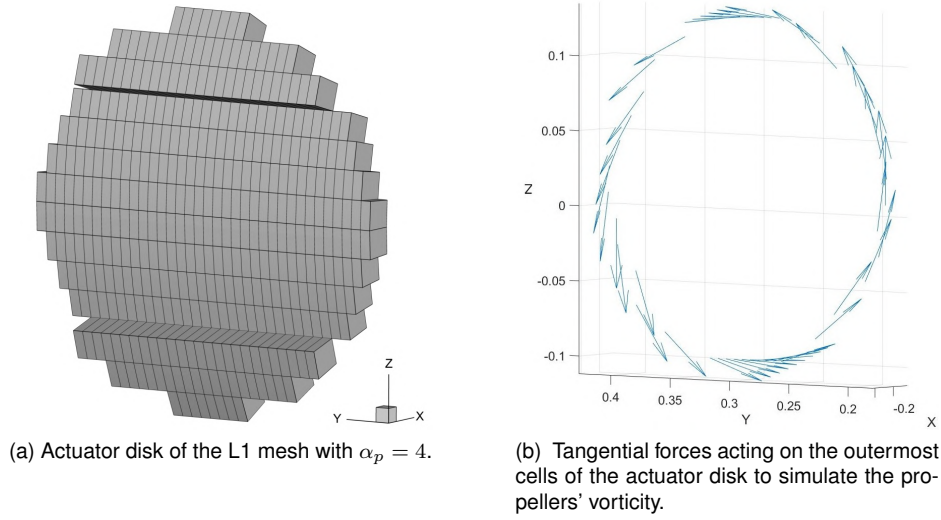 Z
Y
X
0.1
0.05
Z
0
-0.05
-0.1
0.4
0.35
0.3
0.25
0.2
-0.2
Y
X
(a) Actuator disk of the L1 mesh with αp = 4.
(b) Tangential forces acting on the outermost
cells of the actuator disk to simulate the pro-
pellers' vorticity.